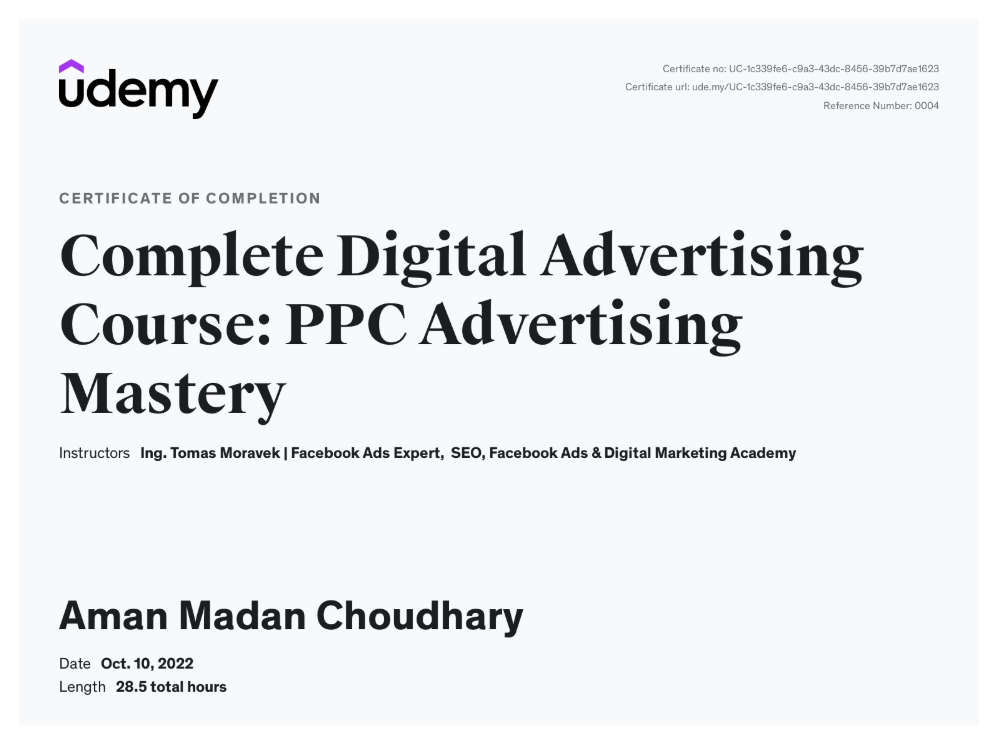 udemy
Certificate no: UC-1c339fe6-c9a3-43dc-8456-39b7d7ae1623
Certificate url: ude.my/UC-1c339fe6-c9a3-43dc-8456-39b7d7ae1623
Reference Number: 0004
CERTIFICATE OF COMPLETION
Complete Digital Advertising
Course: PPC Advertising
Mastery
Instructors Ing. Tomas Moravek | Facebook Ads Expert, SEO, Facebook Ads & Digital Marketing Academy
Aman Madan Choudhary
Date Oct. 10, 2022
Length 28.5 total hours